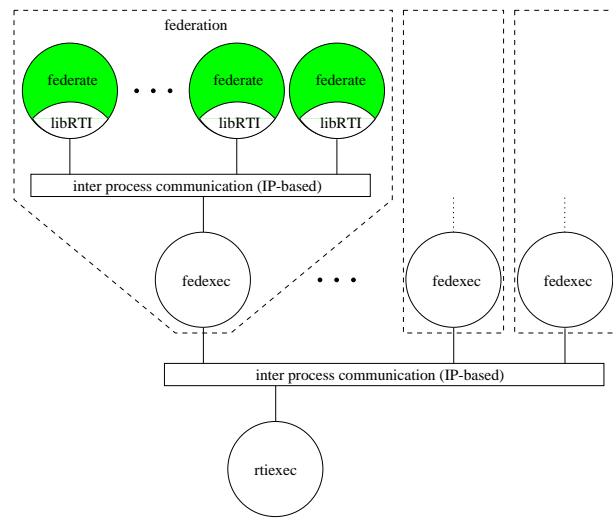 federation
federate
federate
federate
libRTI
libRTI
libRTI
inter process communication (IP-based)
fedexec
fedexec
fedexec
inter process communication (IP-based)
rtiexec